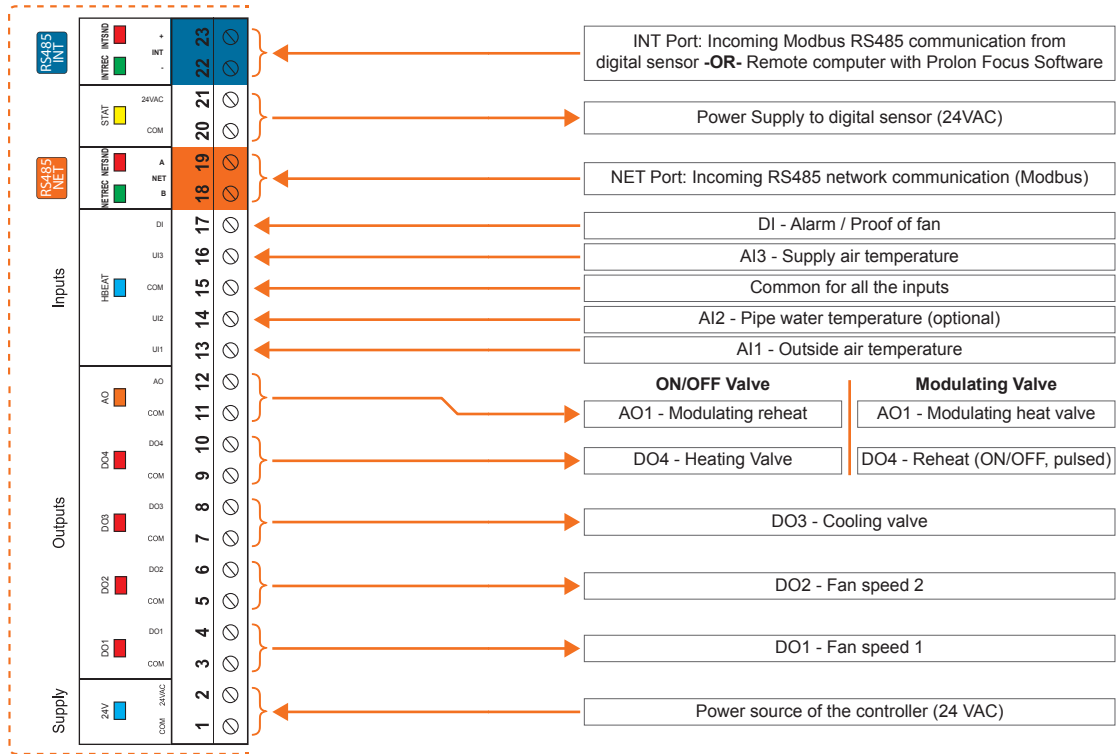 RS485
INT
INTREC INTSND
+
INT
-
23
22
INT Port: Incoming Modbus RS485 communication from
digital sensor -OR- Remote computer with Prolon Focus Software
STAT
24VAC
COM
21
20
Power Supply to digital sensor (24VAC)
RS485
NET
NETREC NETSND
A
NET
B
19
18
NET Port: Incoming RS485 network communication (Modbus)
Inputs
HBEAT
DI
17
DI - Alarm / Proof of fan
UI3
16
AI3 - Supply air temperature
COM
15
Common for all the inputs
UI2
14
AI2 - Pipe water temperature (optional)
UI1
13
AI1 - Outside air temperature
Outputs
ON/OFF Valve
Modulating Valve
AO
AO
COM
12
11
AO1 - Modulating reheat
AO1 - Modulating heat valve
DO4
DO4
COM
10
9
DO4 - Heating Valve
DO4 - Reheat (ON/OFF, pulsed)
DO3
DO3
COM
8
7
DO3 - Cooling valve
DO2
DO2
COM
6
5
DO2 - Fan speed 2
DO1
DO1
COM
4
3
DO1 - Fan speed 1
Supply
24V
COM 24VAC
2
1
Power source of the controller (24 VAC)